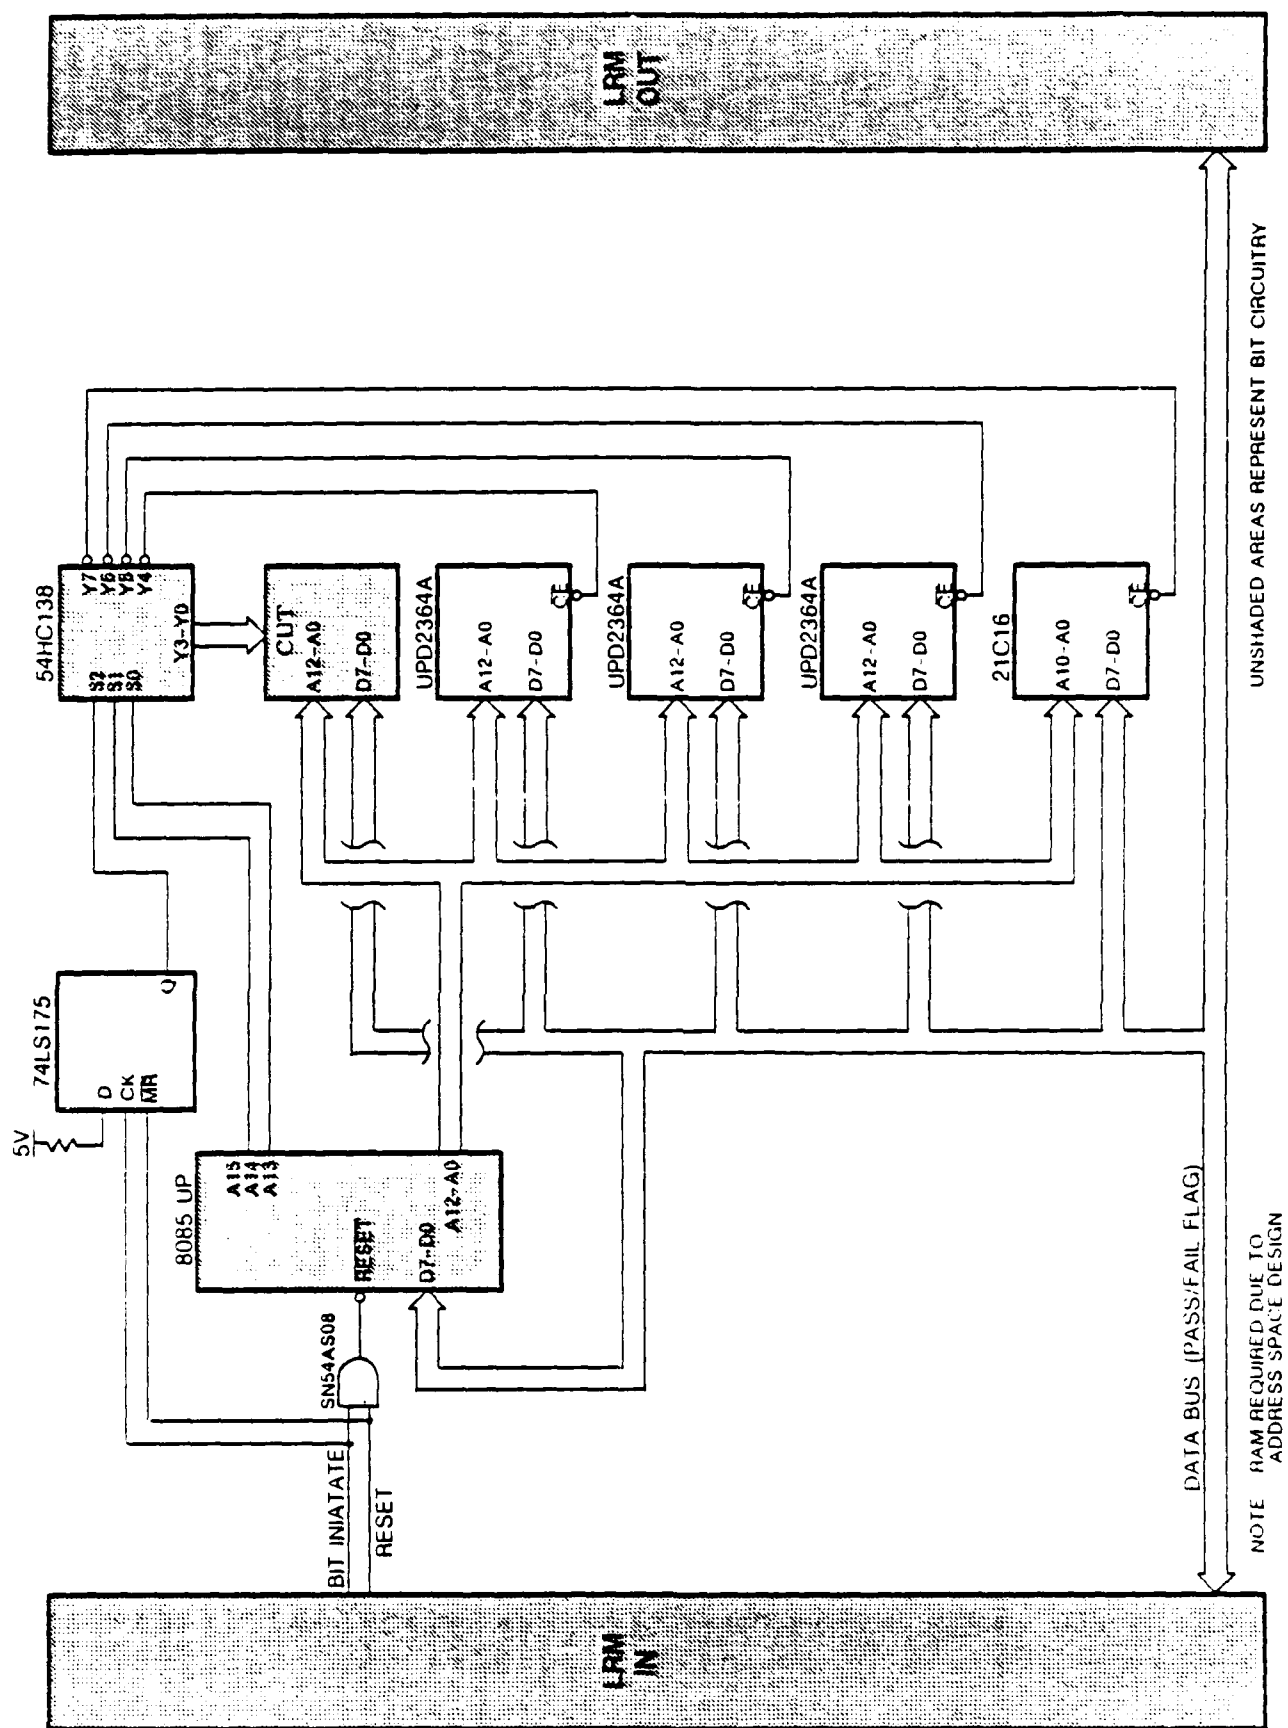 LRM
IN
BIT INIATATE
RESET
SN54AS08
5V
74LS175
D
CK
MR
Q
8085 UP
A15
A14
A13
RESET
D7-D0
A12-A0
54HC138
S2
S1
S0
Y7
Y6
Y5
Y4
Y3-Y0
CUT
A12-A0
D7-D0
UPD2364A
A12-A0
D7-D0
CE
UPD2364A
A12-A0
D7-D0
CE
UPD2364A
A12-A0
D7-D0
CE
21C16
A10-A0
D7-D0
CE
LRM
OUT
DATA BUS (PASS/FAIL FLAG)
NOTE RAM REQUIRED DUE TO
ADDRESS SPACE DESIGN
UNSHADED AREAS REPRESENT BIT CIRCUITRY